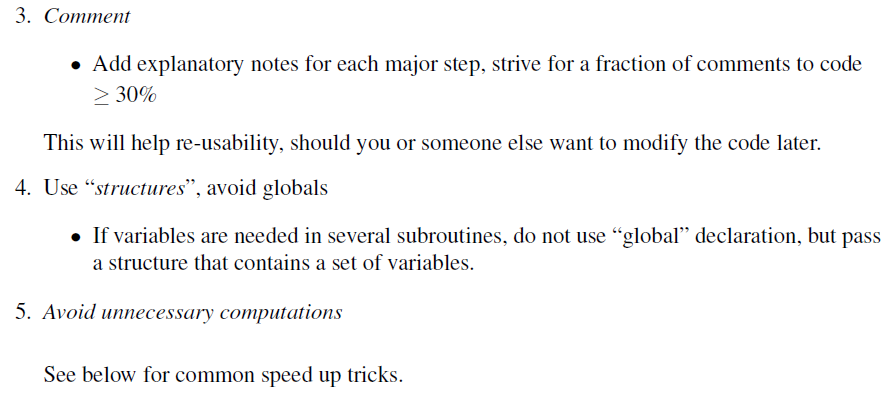 3. Comment
• Add explanatory notes for each major step, strive for a fraction of comments to code
≥ 30%
This will help re-usability, should you or someone else want to modify the code later.
4. Use “structures”, avoid globals
• If variables are needed in several subroutines, do not use “global” declaration, but pass
a structure that contains a set of variables.
5. Avoid unnecessary computations
See below for common speed up tricks.